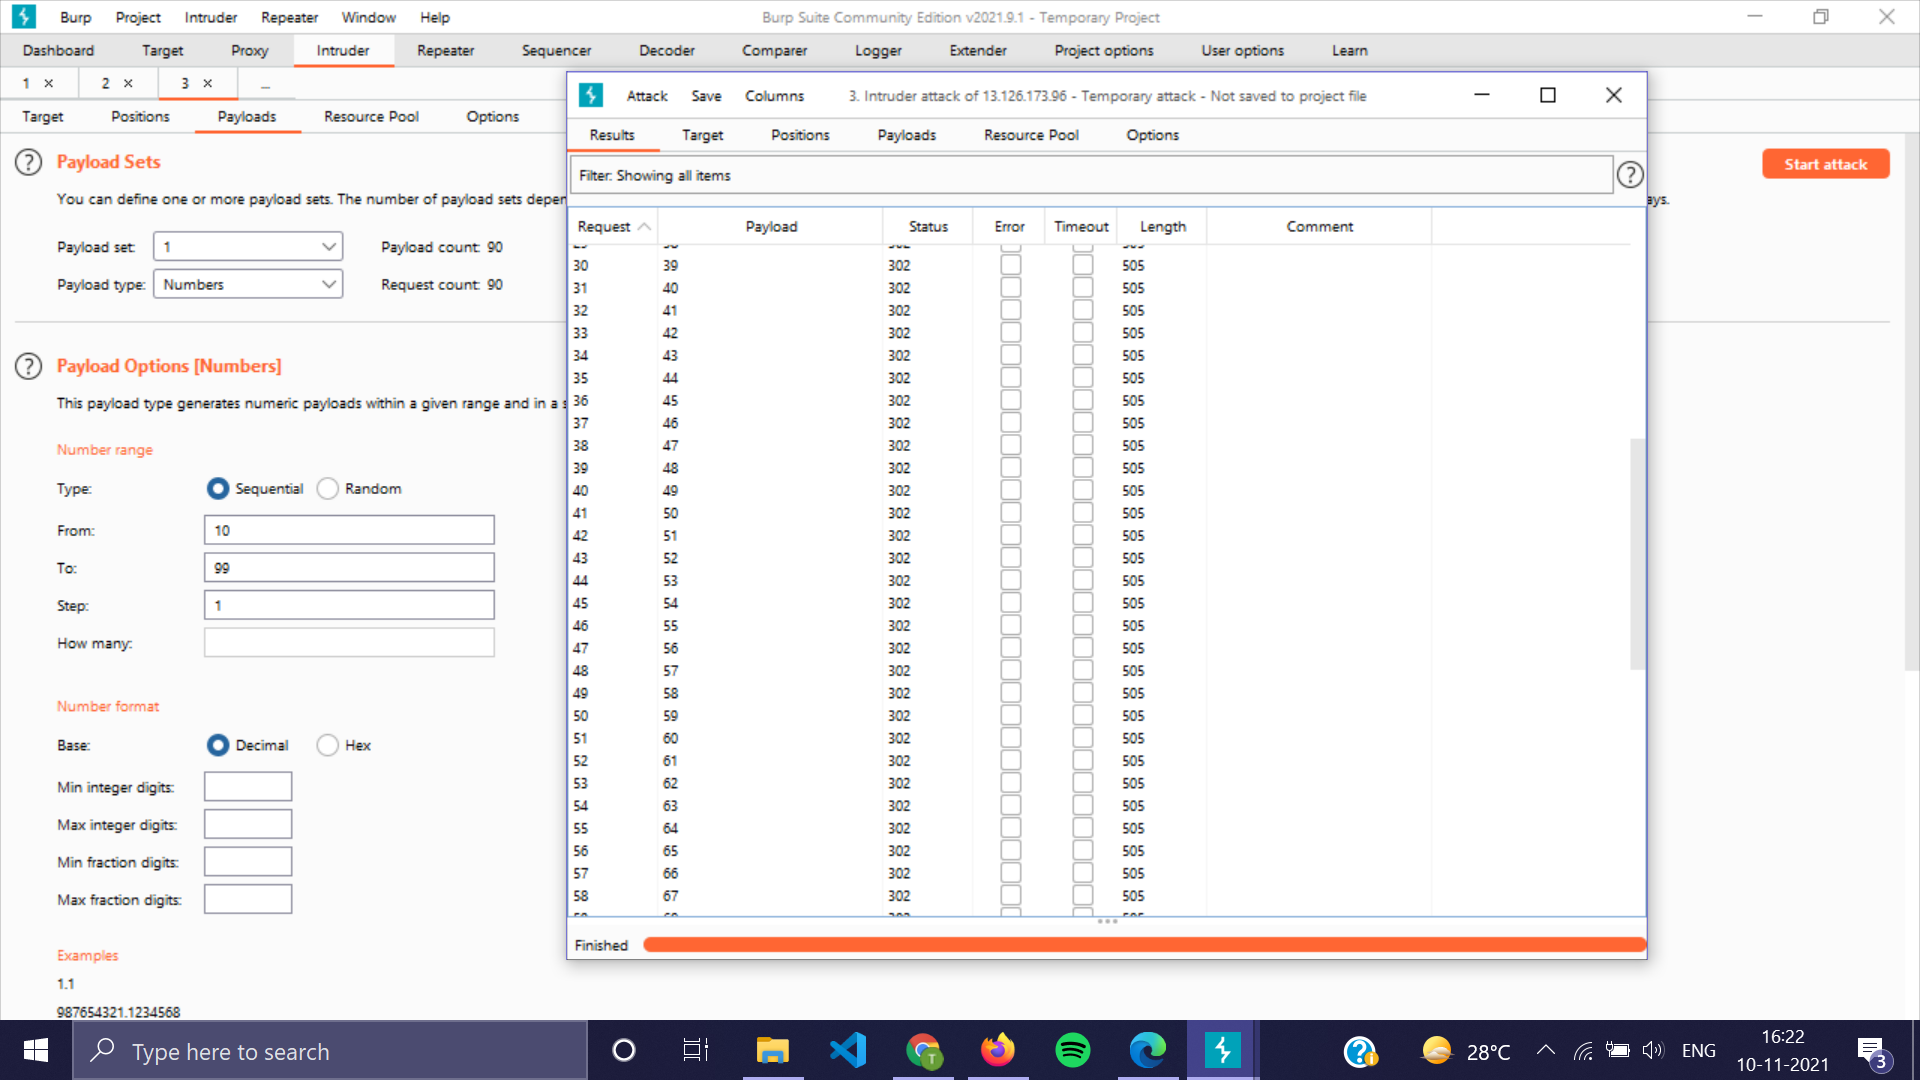 Burp Project Intruder Repeater Window Help
Burp Suite Community Edition v2021.9.1 - Temporary Project
Dashboard Target Proxy Intruder Repeater Sequencer Decoder Comparer Logger Extender Project options User options Learn
1 × 2 × 3 × ...
Target Positions Payloads Resource Pool Options
Payload Sets
Start attack
You can define one or more payload sets. The number of payload sets depen
ays.
Payload set: 1 Payload count: 90
Payload type: Numbers Request count: 90
Payload Options [Numbers]
This payload type generates numeric payloads within a given range and in a s
Number range
Type: Sequential Random
From: 10
To: 99
Step: 1
How many:
Number format
Base: Decimal Hex
Min integer digits:
Max integer digits:
Min fraction digits:
Max fraction digits:
Examples
1.1
987654321.1234568
Attack Save Columns 3. Intruder attack of 13.126.173.96 - Temporary attack - Not saved to project file
Results Target Positions Payloads Resource Pool Options
Filter: Showing all items
Request Payload Status Error Timeout Length Comment
30 39 302 505
31 40 302 505
32 41 302 505
33 42 302 505
34 43 302 505
35 44 302 505
36 45 302 505
37 46 302 505
38 47 302 505
39 48 302 505
40 49 302 505
41 50 302 505
42 51 302 505
43 52 302 505
44 53 302 505
45 54 302 505
46 55 302 505
47 56 302 505
48 57 302 505
49 58 302 505
50 59 302 505
51 60 302 505
52 61 302 505
53 62 302 505
54 63 302 505
55 64 302 505
56 65 302 505
57 66 302 505
58 67 302 505
Finished
Type here to search
T
28°C
ENG
16:22
10-11-2021
3